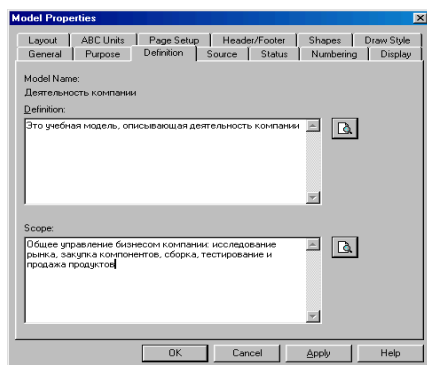 Model Properties
Layout ABC Units Page Setup Header/Footer Shapes Draw Style
General Purpose Definition Source Status Numbering Display
Model Name:
Деятельность компании
Definition:
Это учебная модель, описывающая деятельность компании
Scope:
Общее управление бизнесом компании: исследование
рынка, закупка компонентов, сборка, тестирование и
продажа продуктов
OK Cancel Apply Help